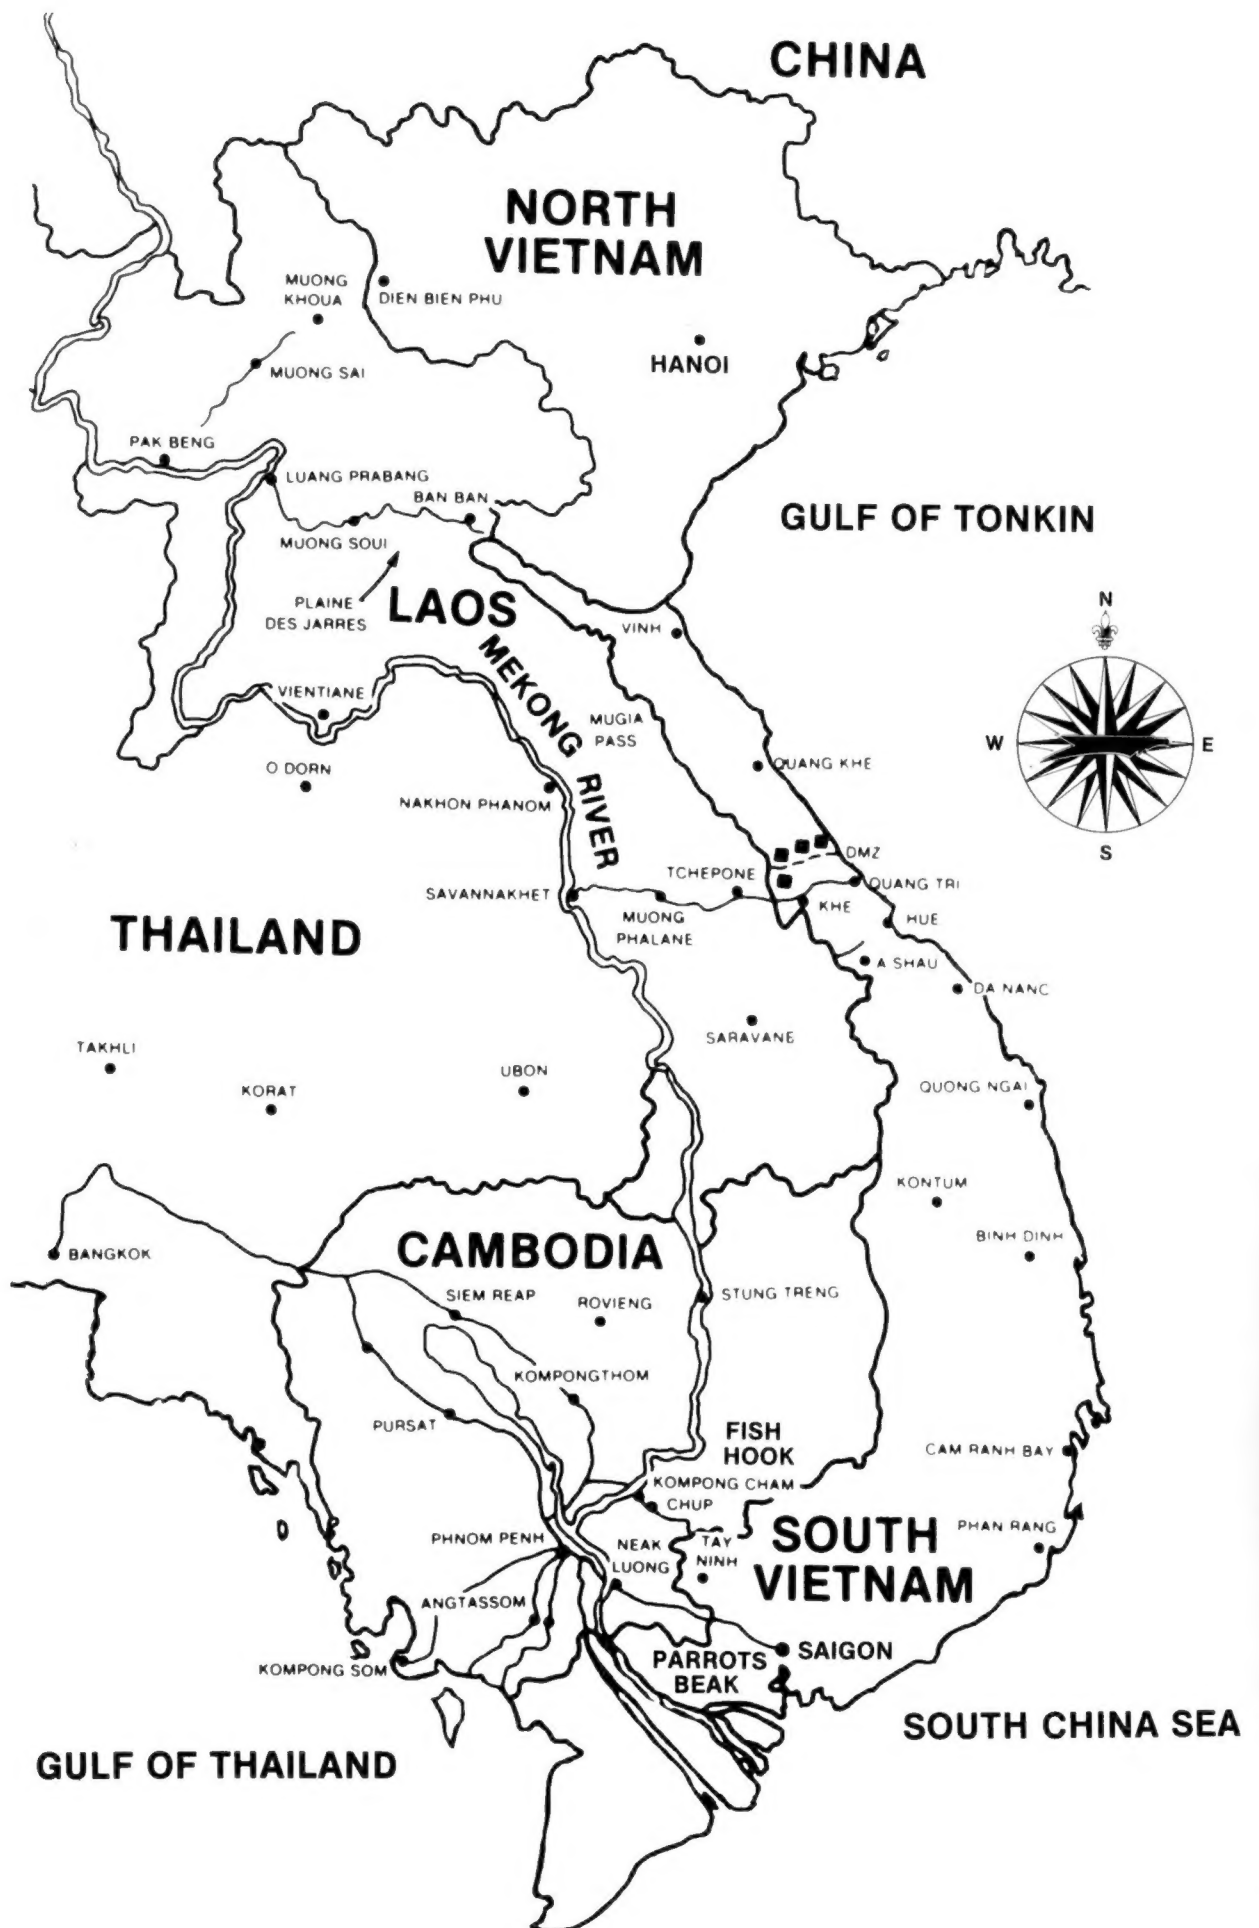 CHINA
NORTH
VIETNAM
MUONG
KHOUA
DIEN BIEN PHU
HANOI
MUONG SAI
PAK BENG
LUANG PRABANG
BAN BAN
GULF OF TONKIN
MUONG SOUI
PLAINE
DES JARRES
LAOS
N
VINH
MEKONG RIVER
VIENTIANE
MUGIA
PASS
W
E
O DORN
QUANG KHE
NAKHON PHANOM
S
DMZ
TCHEPONE
QUANG TRI
SAVANNAKHET
KHE
MUONG
PHALANE
HUE
THAILAND
A SHAU
DA NANC
SARAVANE
TAKHLI
UBON
KORAT
QUONG NGAI
KONTUM
BINH DINH
CAMBODIA
BANGKOK
SIEM REAP
ROVIENG
STUNG TRENG
KOMPONGTHOM
PURSAT
FISH
HOOK
CAM RANH BAY
KOMPONG CHAM
CHUP
PHAN RANG
SOUTH
VIETNAM
PHNOM PENH
NEAK
LUONG
TAY
NINH
ANGTASSOM
SAIGON
PARROTS
BEAK
KOMPONG SOM
SOUTH CHINA SEA
GULF OF THAILAND